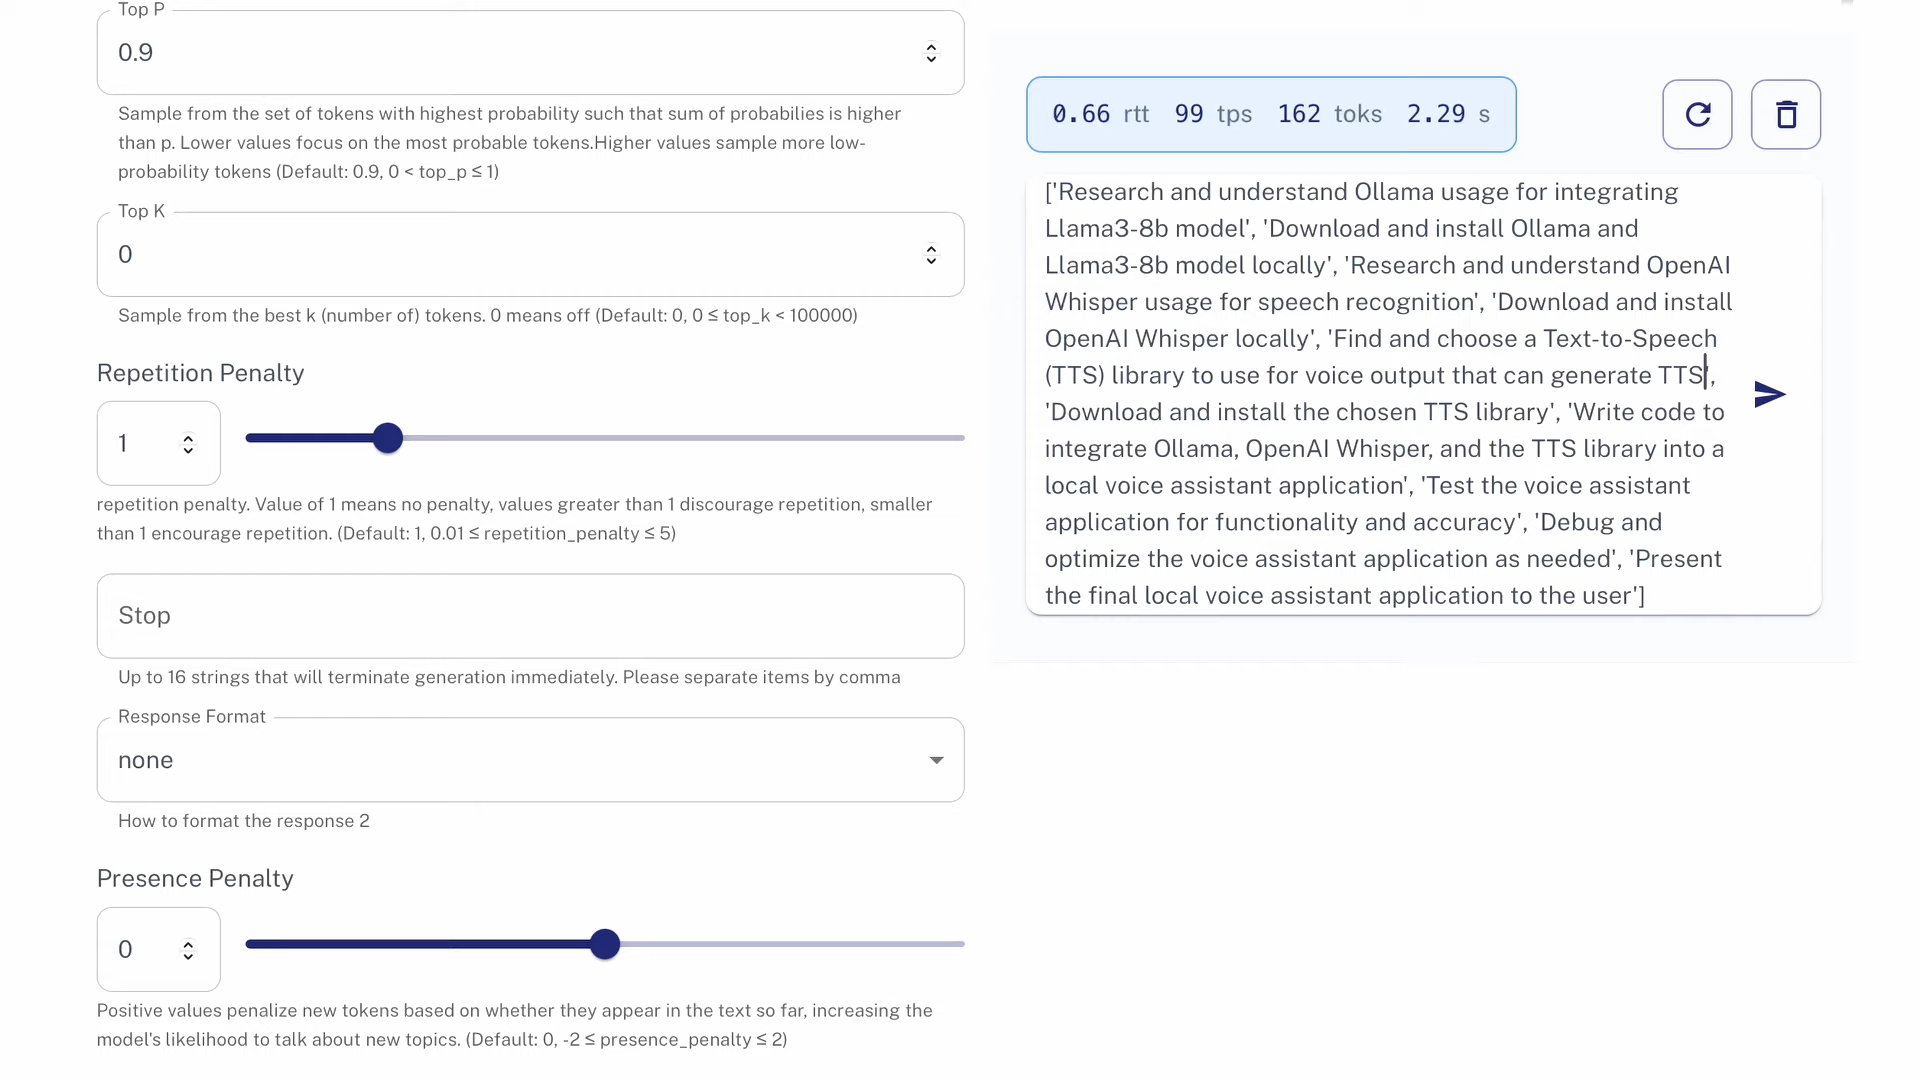 Top P
0.9
Sample from the set of tokens with highest probability such that sum of probabilies is higher
than p. Lower values focus on the most probable tokens.Higher values sample more low-
probability tokens (Default: 0.9, 0 < top_p ≤ 1)
Top K
0
Sample from the best k (number of) tokens. 0 means off (Default: 0, 0 ≤ top_k < 100000)
Repetition Penalty
1
repetition penalty. Value of 1 means no penalty, values greater than 1 discourage repetition, smaller
than 1 encourage repetition. (Default: 1, 0.01 ≤ repetition_penalty ≤ 5)
Stop
Up to 16 strings that will terminate generation immediately. Please separate items by comma
Response Format
none
How to format the response 2
Presence Penalty
0
Positive values penalize new tokens based on whether they appear in the text so far, increasing the
model's likelihood to talk about new topics. (Default: 0, -2 ≤ presence_penalty ≤ 2)
0.66 rtt 99 tps 162 toks 2.29 s
['Research and understand Ollama usage for integrating
Llama3-8b model', 'Download and install Ollama and
Llama3-8b model locally', 'Research and understand OpenAI
Whisper usage for speech recognition', 'Download and install
OpenAI Whisper locally', 'Find and choose a Text-to-Speech
(TTS) library to use for voice output that can generate TTS',
'Download and install the chosen TTS library', 'Write code to
integrate Ollama, OpenAI Whisper, and the TTS library into a
local voice assistant application', 'Test the voice assistant
application for functionality and accuracy', 'Debug and
optimize the voice assistant application as needed', 'Present
the final local voice assistant application to the user']